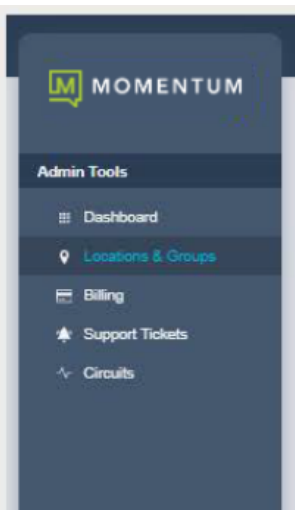 M MOMENTUM
Admin Tools
Dashboard
Locations & Groups
Billing
Support Tickets
Circuits